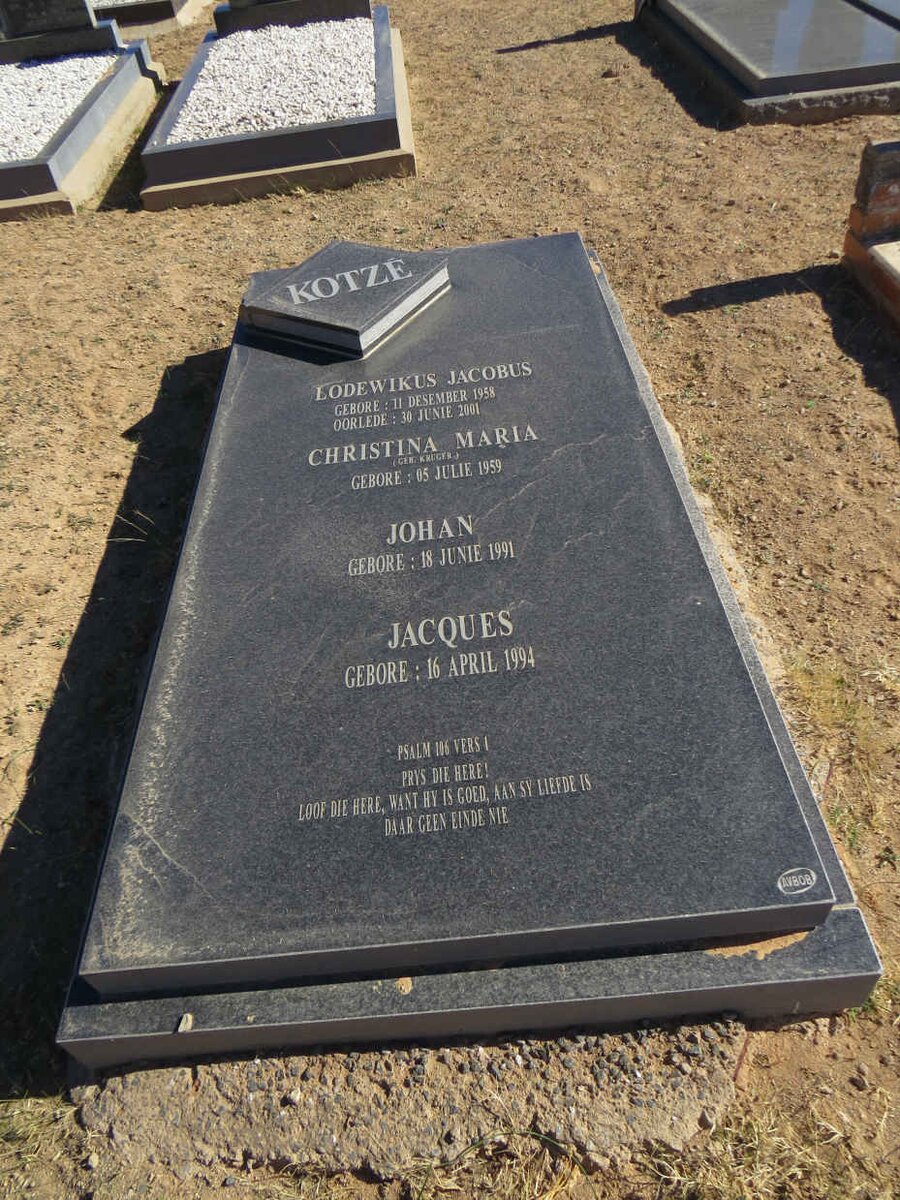 KOTZÉ
LODEWIKUS JACOBUS
GEBORE : 11 DESEMBER 1958
OORLEDE : 30 JUNIE 2001
CHRISTINA MARIA
(GEB. KRUGER.)
GEBORE : 05 JULIE 1959
JOHAN
GEBORE : 18 JUNIE 1991
JACQUES
GEBORE : 16 APRIL 1994
PSALM 106 VERS 1
PRYS DIE HERE!
LOOF DIE HERE, WANT HY IS GOED, AAN SY LIEFDE IS
DAAR GEEN EINDE NIE
AVBOB